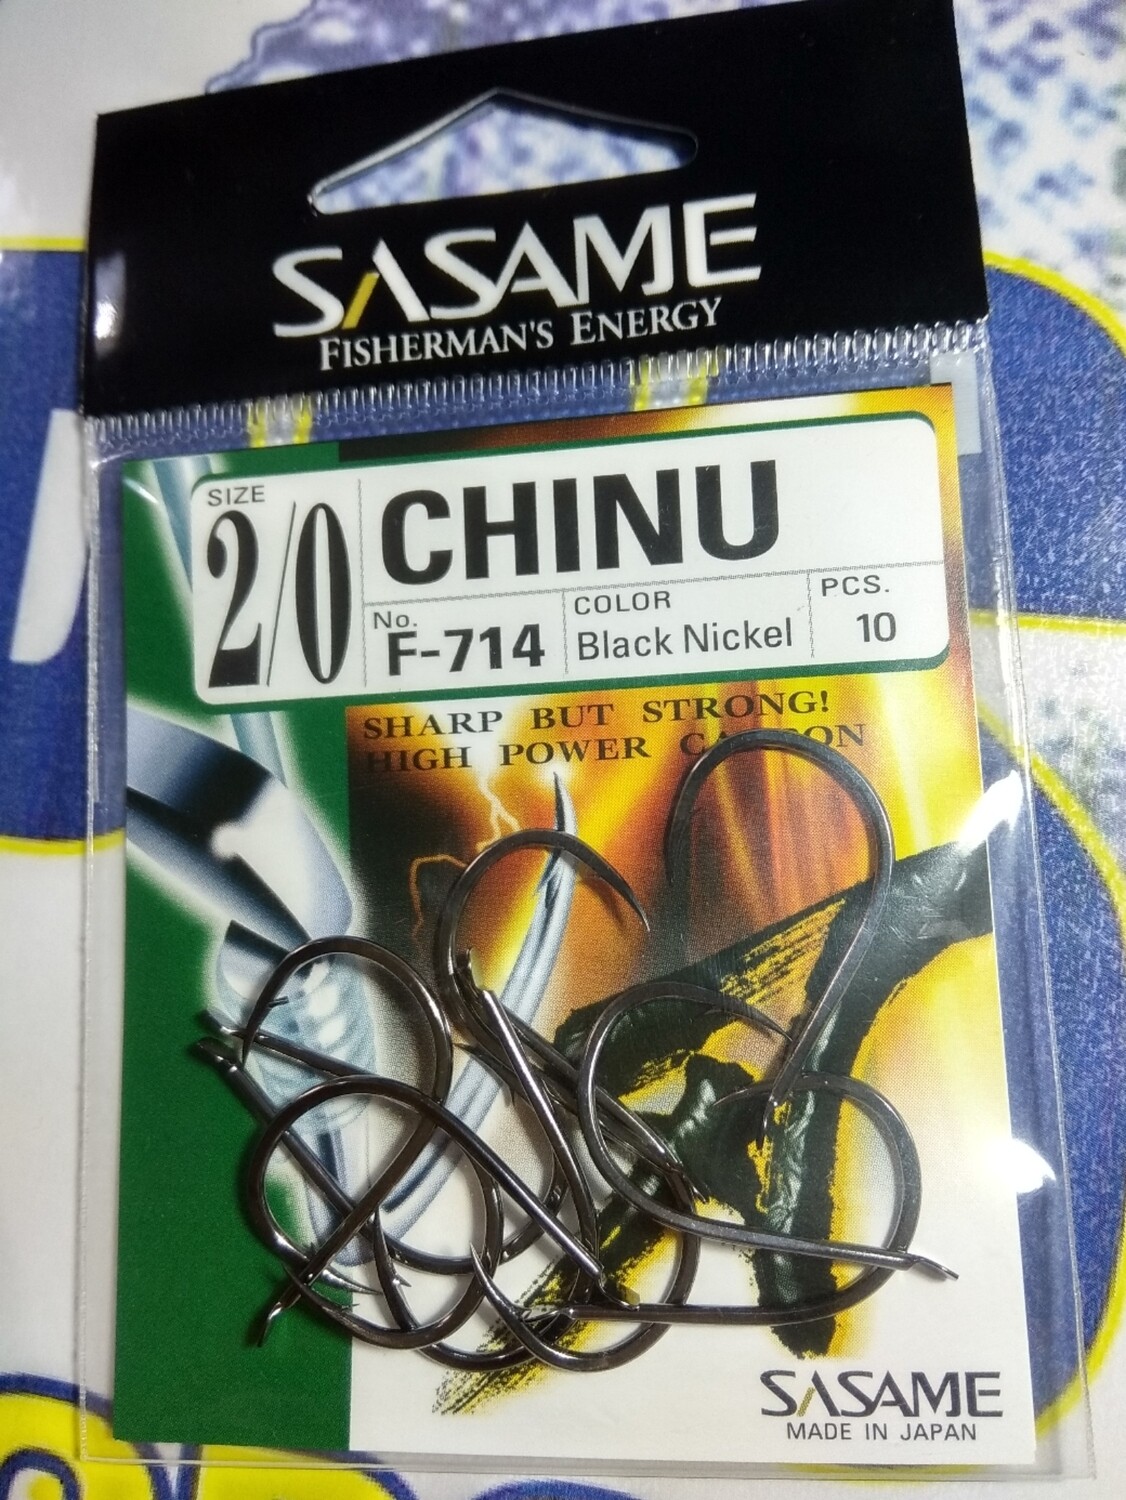 SASAME
FISHERMAN'S ENERGY
SIZE
2/0
CHINU
No.
F-714
COLOR
Black Nickel
PCS.
10
SHARP BUT STRONG!
HIGH POWER
SASAME
MADE IN JAPAN